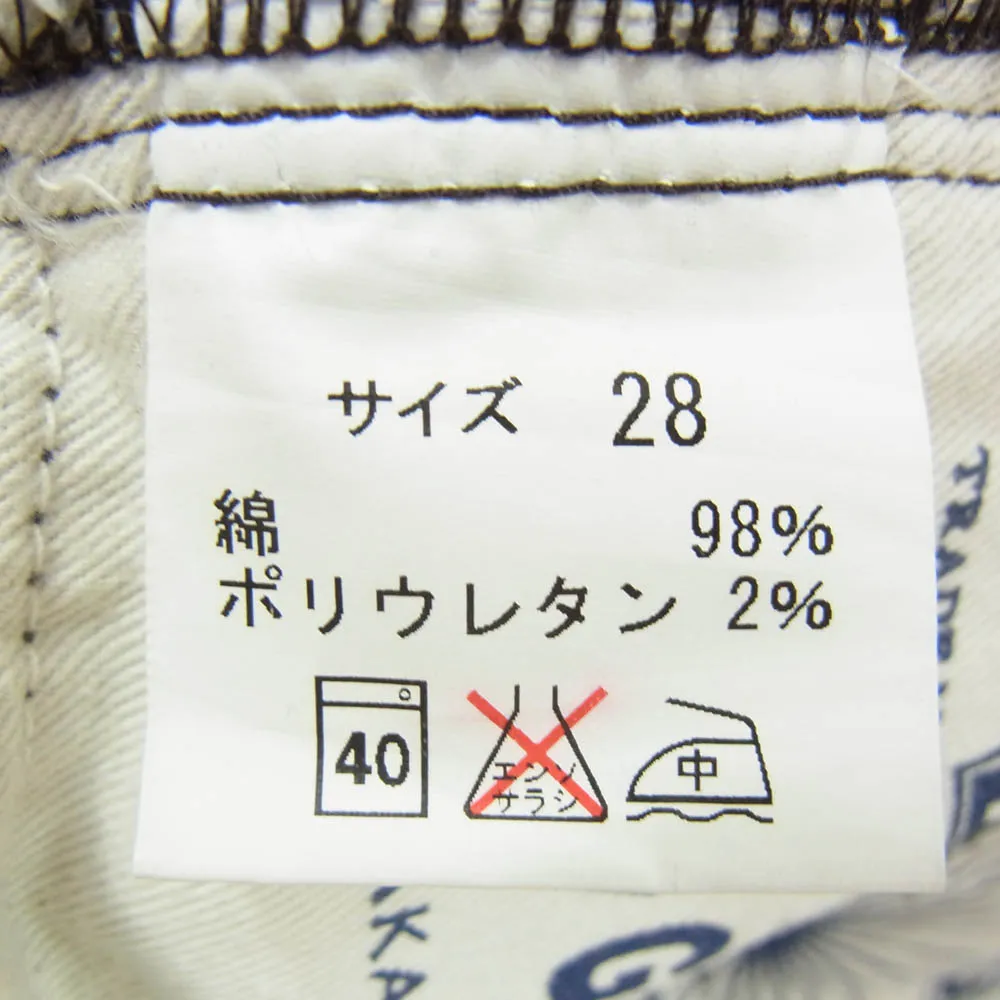 サイズ 28
綿 98%
ポリウレタン 2%
40
エンソ
サラシ
中